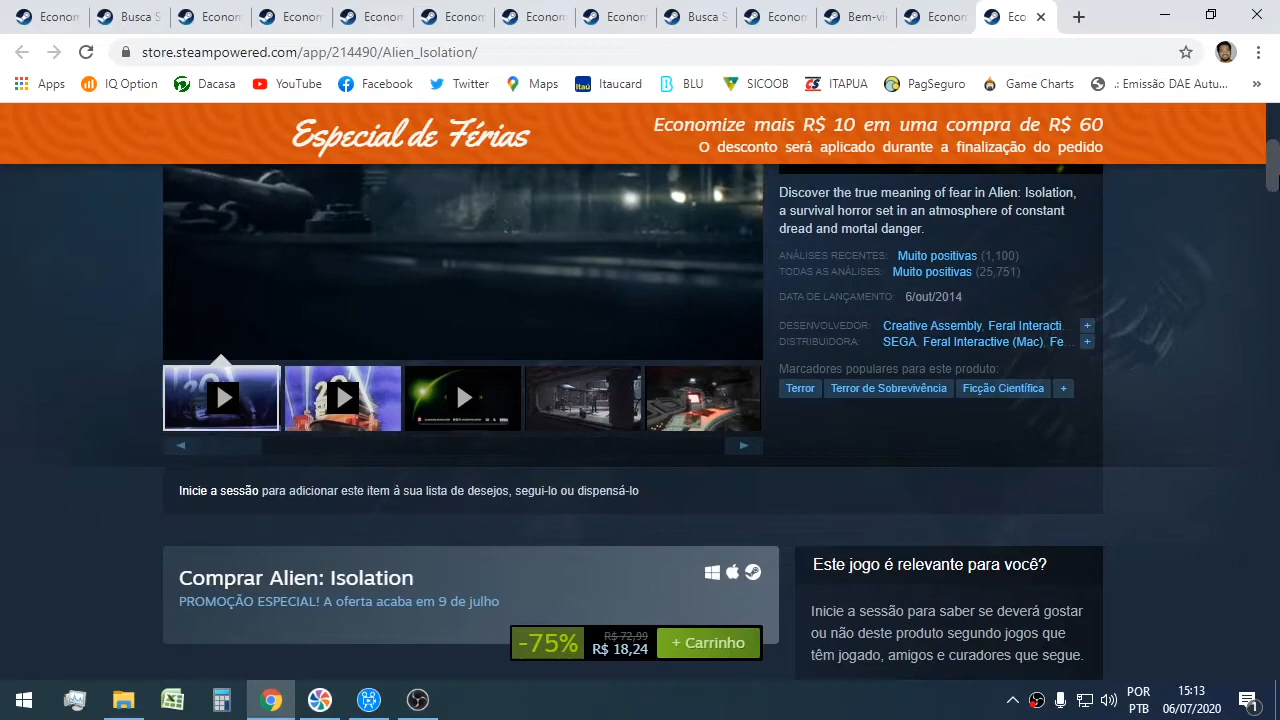 Econom
Busca S
Econom
Econom
Econom
Econom
Econom
Econom
Busca S
Econom
Bem-vi
Econom
Eco
store.steampowered.com/app/214490/Alien_Isolation/
Apps
IQ Option
Dacasa
YouTube
Facebook
Twitter
Maps
Itaú
Itaucard
BLU
SICOOB
ITAPUA
PagSeguro
Game Charts
.: Emissão DAE Autu...
»
Especial de Férias
Economize mais R$ 10 em uma compra de R$ 60
O desconto será aplicado durante a finalização do pedido
Discover the true meaning of fear in Alien: Isolation,
a survival horror set in an atmosphere of constant
dread and mortal danger.
ANÁLISES RECENTES: Muito positivas (1,100)
TODAS AS ANÁLISES: Muito positivas (25,751)
DATA DE LANÇAMENTO: 6/out/2014
DESENVOLVEDOR: Creative Assembly, Feral Interacti... +
DISTRIBUIDORA: SEGA, Feral Interactive (Mac), Fe... +
Marcadores populares para este produto:
Terror
Terror de Sobrevivência
Ficção Científica
+
Inicie a sessão para adicionar este item à sua lista de desejos, segui-lo ou dispensá-lo
Comprar Alien: Isolation
PROMOÇÃO ESPECIAL! A oferta acaba em 9 de julho
-75%
R$ 72,99
R$ 18,24
+ Carrinho
Este jogo é relevante para você?
Inicie a sessão para saber se deverá gostar
ou não deste produto segundo jogos que
têm jogado, amigos e curadores que segue.
POR
PTB
15:13
06/07/2020
1